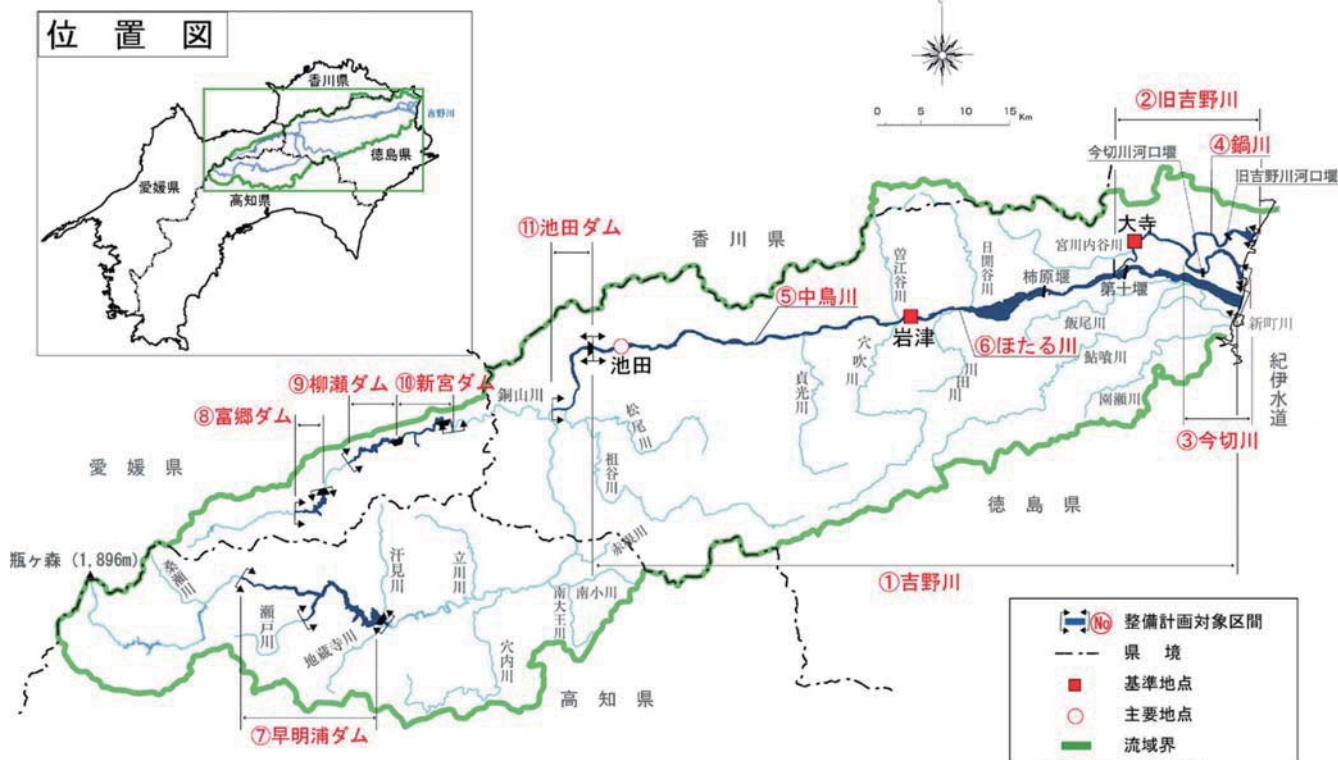 位置図
香川県
吉野川
徳島県
愛媛県
高知県
0 5 10 15 Km
②旧吉野川
④鍋川
今切川河口堰
旧吉野川河口堰
大寺
宮川内谷川
⑪池田ダム
香川県
曽江谷川
日開谷川
柿原堰
第十堰
⑤中鳥川
岩津
飯尾川
新町川
⑥ほたる川
鮎喰川
池田
穴吹川
川田川
貞光川
園瀬川
紀伊水道
⑨柳瀬ダム
⑩新宮ダム
銅山川
松尾川
⑧富郷ダム
③今切川
愛媛県
祖谷川
徳島県
瓶ヶ森 (1,896m)
桑瀬川
汗見川
立川川
赤根川
①吉野川
南小川
南大王川
瀬戸川
地蔵寺川
穴内川
高知県
⑦早明浦ダム
No 整備計画対象区間
県境
基準地点
主要地点
流域界